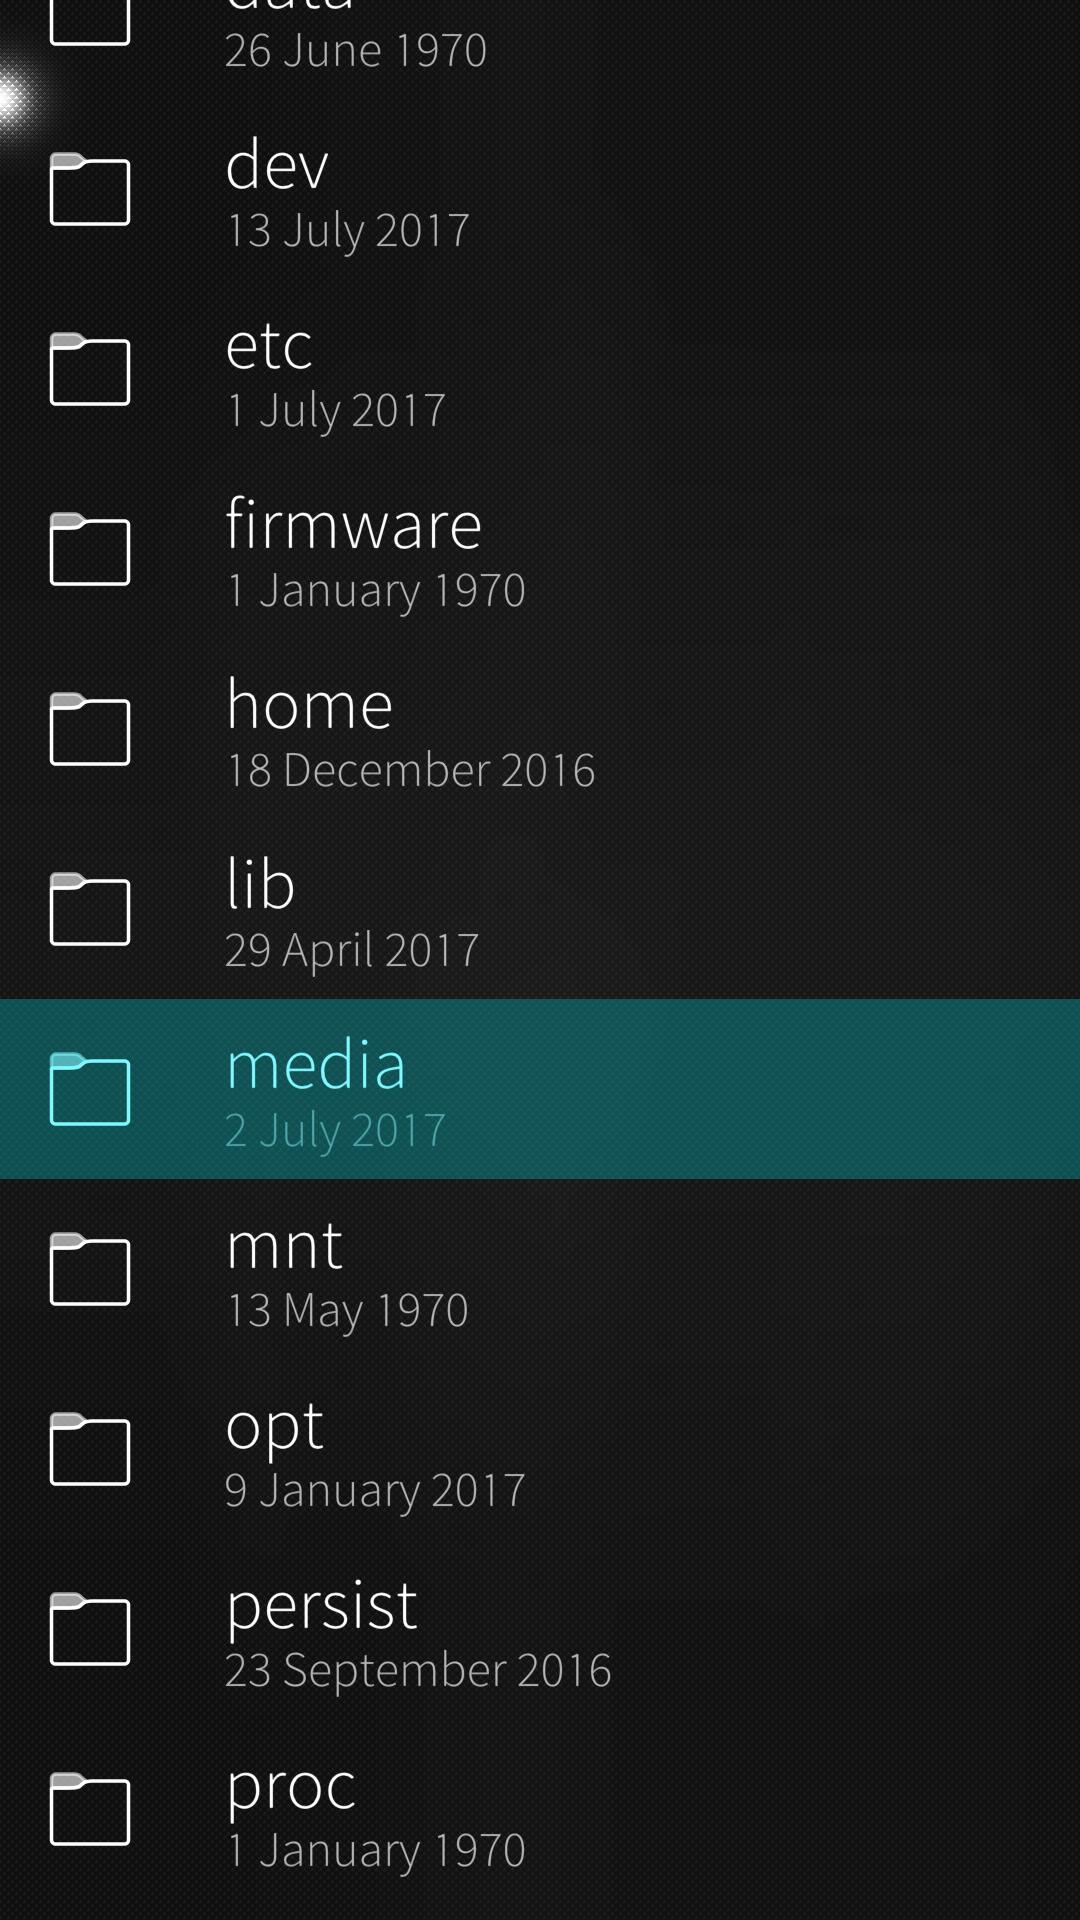 data
26 June 1970
dev
13 July 2017
etc
1 July 2017
firmware
1 January 1970
home
18 December 2016
lib
29 April 2017
media
2 July 2017
mnt
13 May 1970
opt
9 January 2017
persist
23 September 2016
proc
1 January 1970